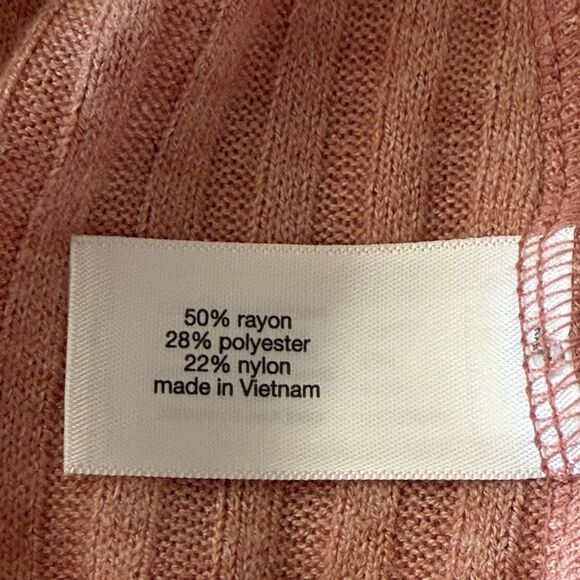 50% rayon
28% polyester
22% nylon
made in Vietnam